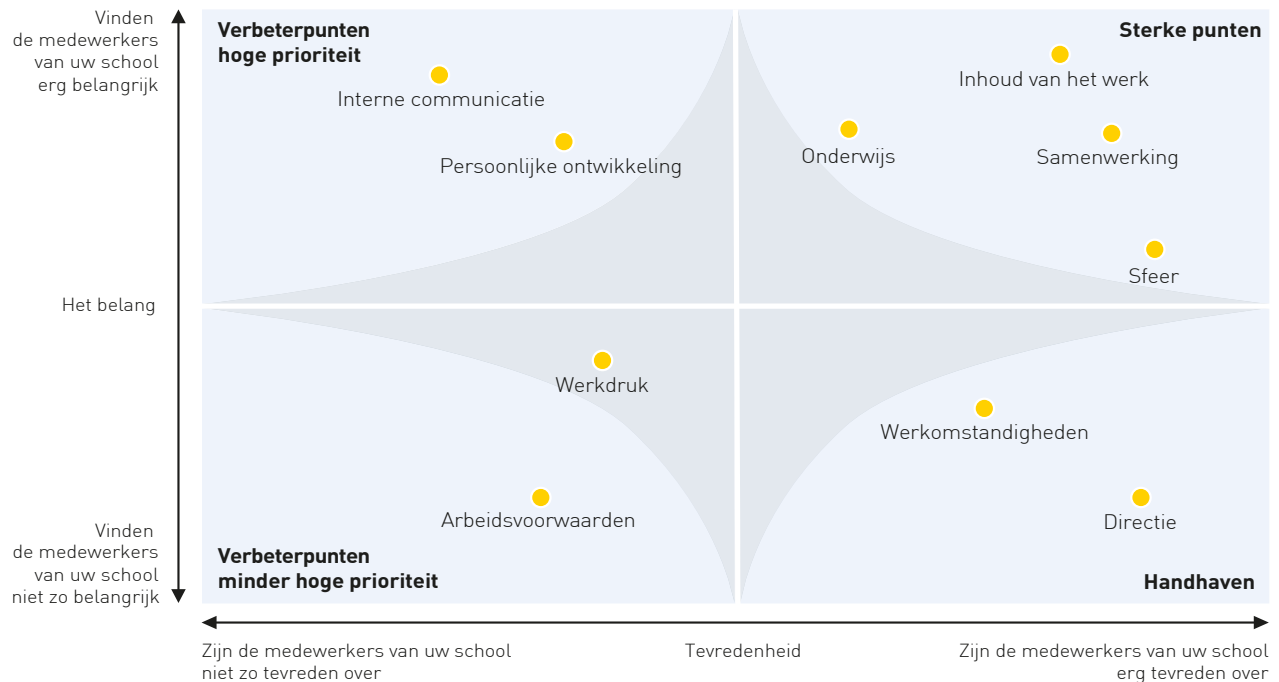 Vinden
de medewerkers
van uw school
erg belangrijk
Verbeterpunten
hoge prioriteit
Sterke punten
Interne communicatie
Inhoud van het werk
Persoonlijke ontwikkeling
Onderwijs
Samenwerking
Sfeer
Het belang
Werkdruk
Werkomstandigheden
Arbeidsvoorwaarden
Directie
Vinden
de medewerkers
van uw school
niet zo belangrijk
Verbeterpunten
minder hoge prioriteit
Handhaven
Zijn de medewerkers van uw school
niet zo tevreden over
Tevredenheid
Zijn de medewerkers van uw school
erg tevreden over